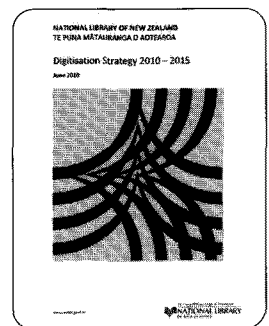 NATIONAL LIBRARY OF NEW ZEALAND
TE PUNA MĀTAURANGA O AOTEAROA
Digitisation Strategy 2010 – 2015
June 2010
NATIONAL LIBRARY